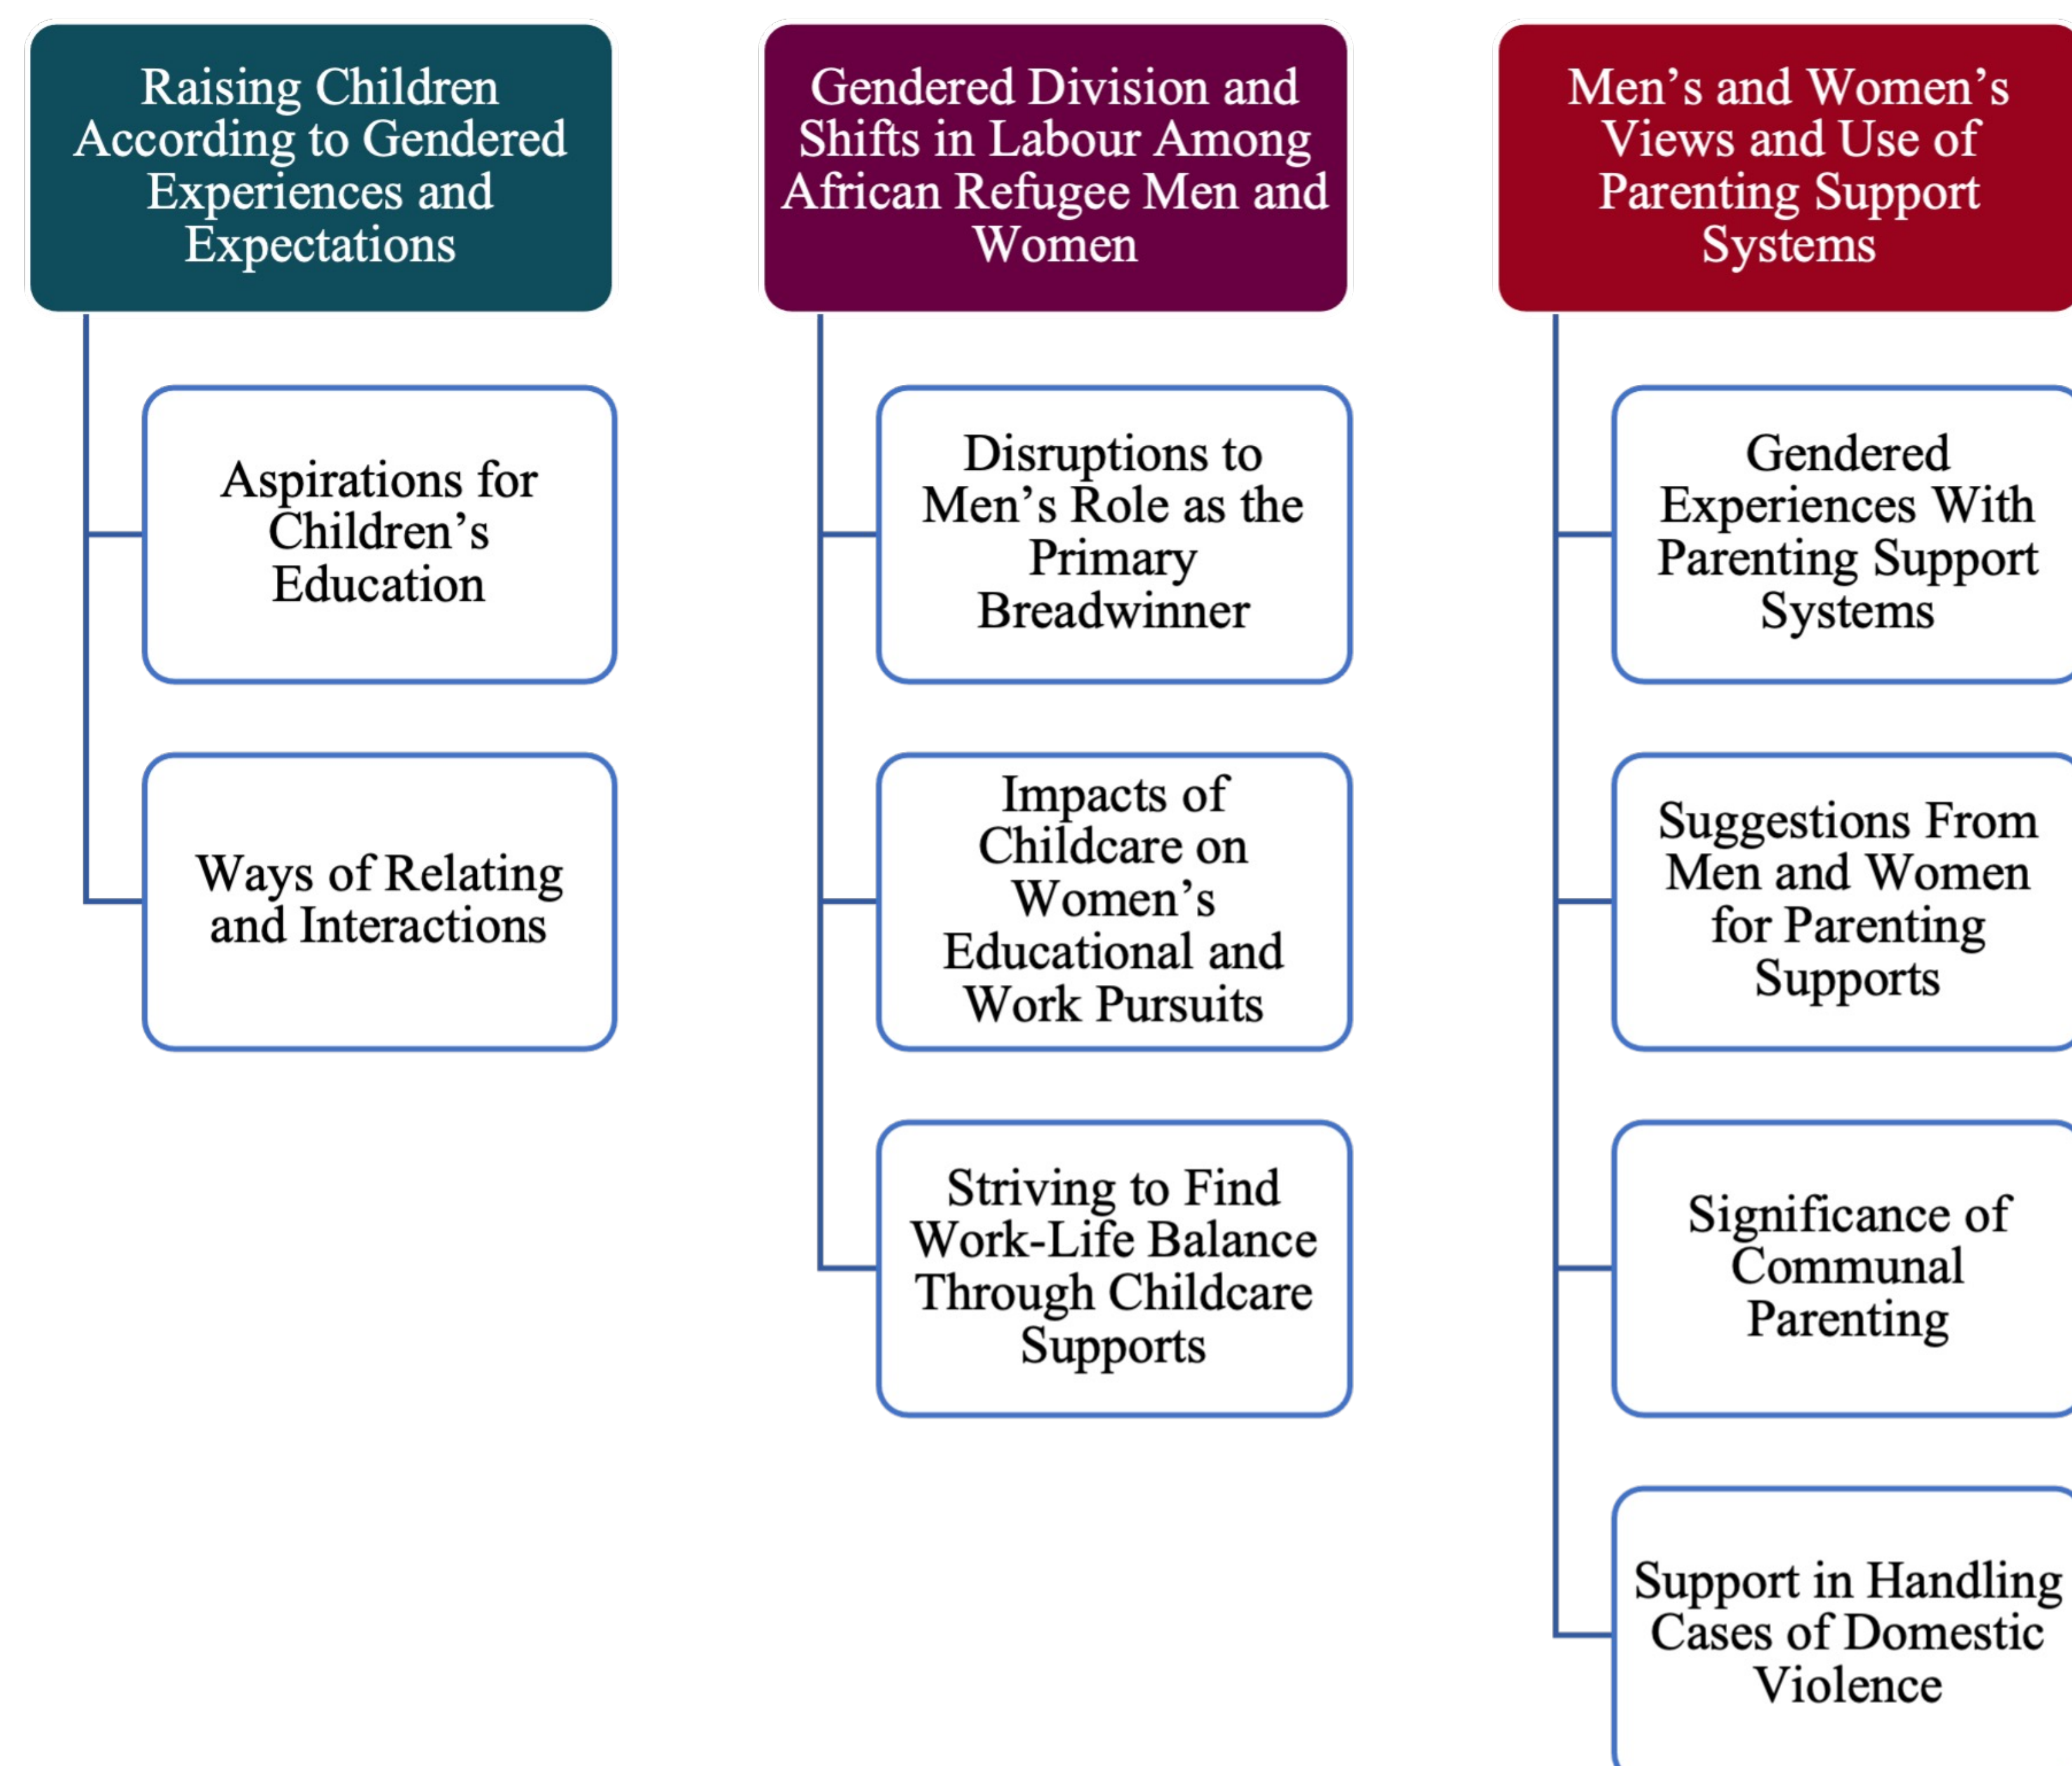 Raising Children
According to Gendered
Experiences and
Expectations
Aspirations for
Children’s
Education
Ways of Relating
and Interactions
Gendered Division and
Shifts in Labour Among
African Refugee Men and
Women
Disruptions to
Men’s Role as the
Primary
Breadwinner
Impacts of
Childcare on
Women’s
Educational and
Work Pursuits
Striving to Find
Work-Life Balance
Through Childcare
Supports
Men’s and Women’s
Views and Use of
Parenting Support
Systems
Gendered
Experiences With
Parenting Support
Systems
Suggestions From
Men and Women
for Parenting
Supports
Significance of
Communal
Parenting
Support in Handling
Cases of Domestic
Violence